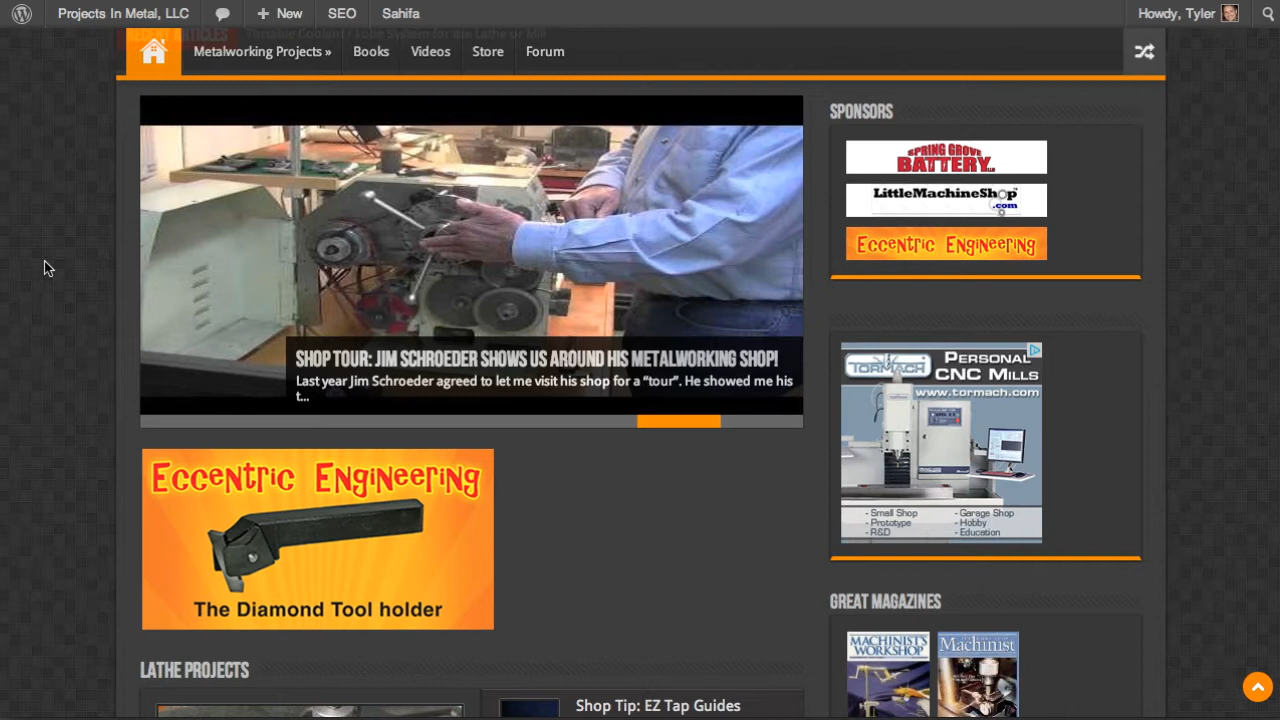 Projects In Metal, LLC
New
SEO
Sahifa
Howdy, Tyler
RECENT ARTICLES
Metalworking Projects »
Books
Videos
Store
Forum
SHOP TOUR: JIM SCHROEDER SHOWS US AROUND HIS METALWORKING SHOP!
Last year Jim Schroeder agreed to let me visit his shop for a “tour”. He showed me his
t...
Eccentric Engineering
The Diamond Tool holder
LATHE PROJECTS
Shop Tip: EZ Tap Guides
SPONSORS
SPRING GROVE
BATTERY
LittleMachineShop
.com
Eccentric Engineering
TORMACH
PERSONAL
CNC MILLS
www.tormach.com
- Small Shop
- Garage Shop
- Prototype
- Hobby
- R&D
- Education
GREAT MAGAZINES
MACHINIST'S
WORKSHOP
Machinist